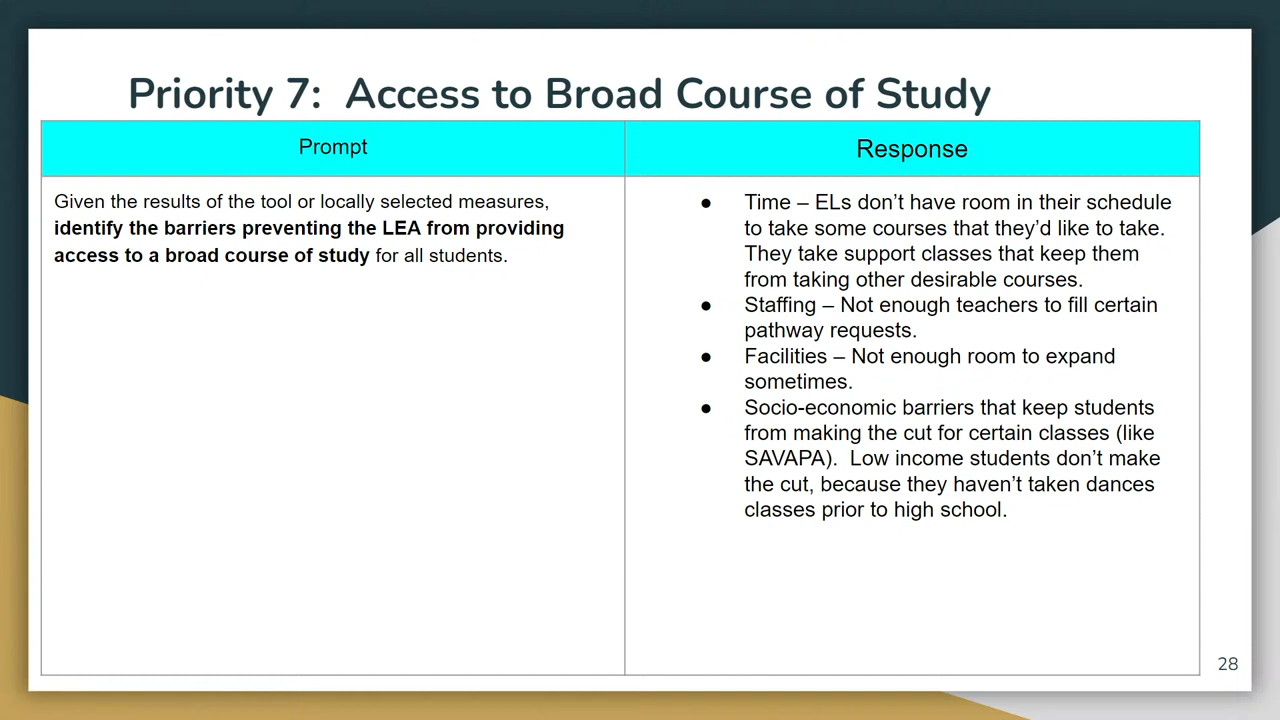 Priority 7:  Access to Broad Course of Study
Prompt
Response
Given the results of the tool or locally selected measures,
identify the barriers preventing the LEA from providing
access to a broad course of study for all students.
● Time – ELs don’t have room in their schedule
to take some courses that they’d like to take.
They take support classes that keep them
from taking other desirable courses.
● Staffing – Not enough teachers to fill certain
pathway requests.
● Facilities – Not enough room to expand
sometimes.
● Socio-economic barriers that keep students
from making the cut for certain classes (like
SAVAPA).  Low income students don’t make
the cut, because they haven’t taken dances
classes prior to high school.
28